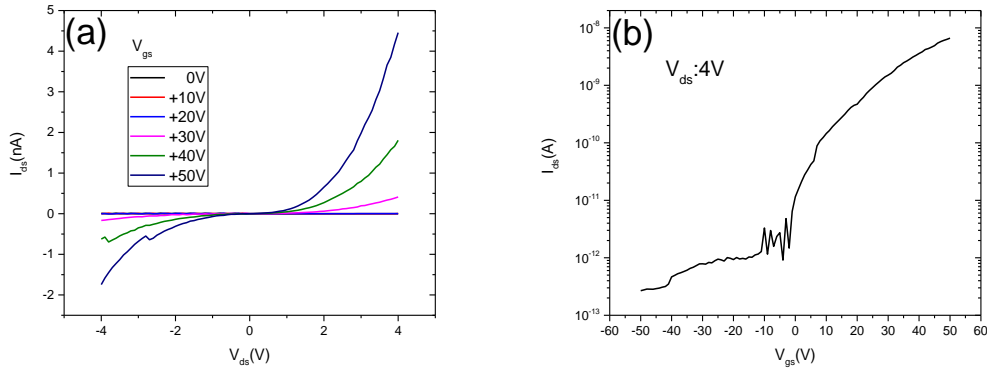 (a)
V_gs
0V
+10V
+20V
+30V
+40V
+50V
I_ds(nA)
5
4
3
2
1
0
-1
-2
-4 -2 0 2 4
V_ds(V)
(b)
V_ds:4V
I_ds(A)
10^-8
10^-9
10^-10
10^-11
10^-12
10^-13
-60 -50 -40 -30 -20 -10 0 10 20 30 40 50 60
V_gs(V)